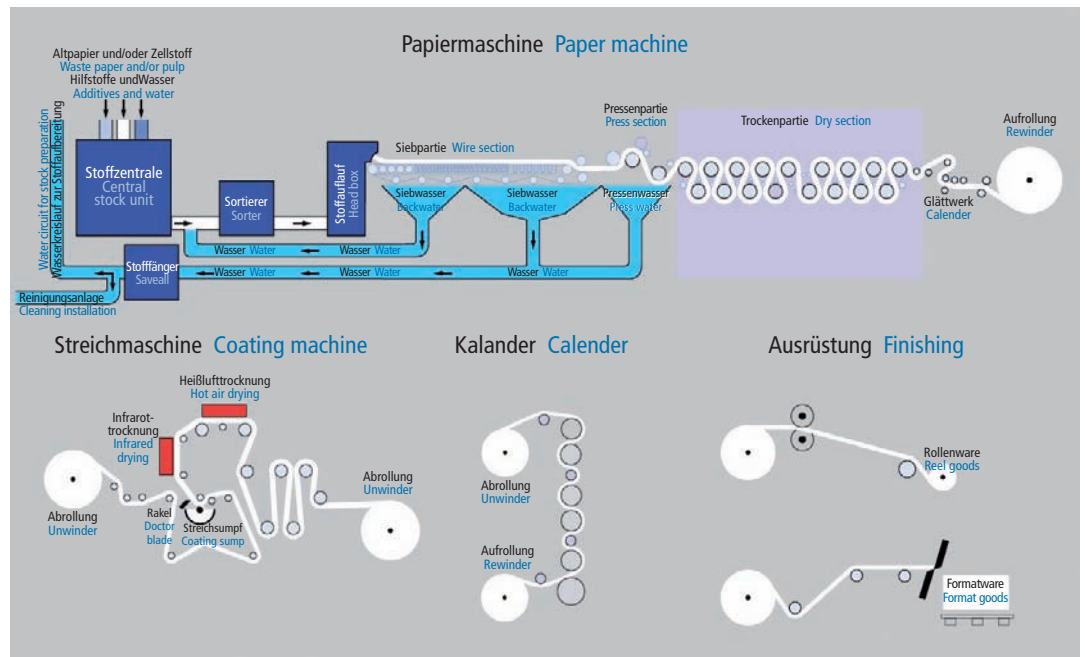 Papiermaschine Paper machine
Altpapier und/oder Zellstoff
Waste paper and/or pulp
Hilfstoffe undWasser
Additives and water
Water circuit for stock preparation
Wasserkreislauf zur Stoffaufbereitung
Stoffzentrale
Central
stock unit
Sortierer
Sorter
Stoffauflauf
Head box
Siebpartie Wire section
Pressenpartie
Press section
Trockenpartie Dry section
Aufrollung
Rewinder
Glättwerk
Calender
Siebwasser
Backwater
Siebwasser
Backwater
Pressenwasser
Press water
Wasser Water
Wasser Water
Stofffänger
Saveall
Wasser Water
Wasser Water
Wasser Water
Reinigungsanlage
Cleaning installation
Streichmaschine Coating machine
Heißlufttrocknung
Hot air drying
Infrarot-
trocknung
Infrared
drying
Abrollung
Unwinder
Rakel
Doctor
blade
Streichsumpf
Coating sump
Abrollung
Unwinder
Kalander Calender
Abrollung
Unwinder
Aufrollung
Rewinder
Ausrüstung Finishing
Rollenware
Reel goods
Formatware
Format goods